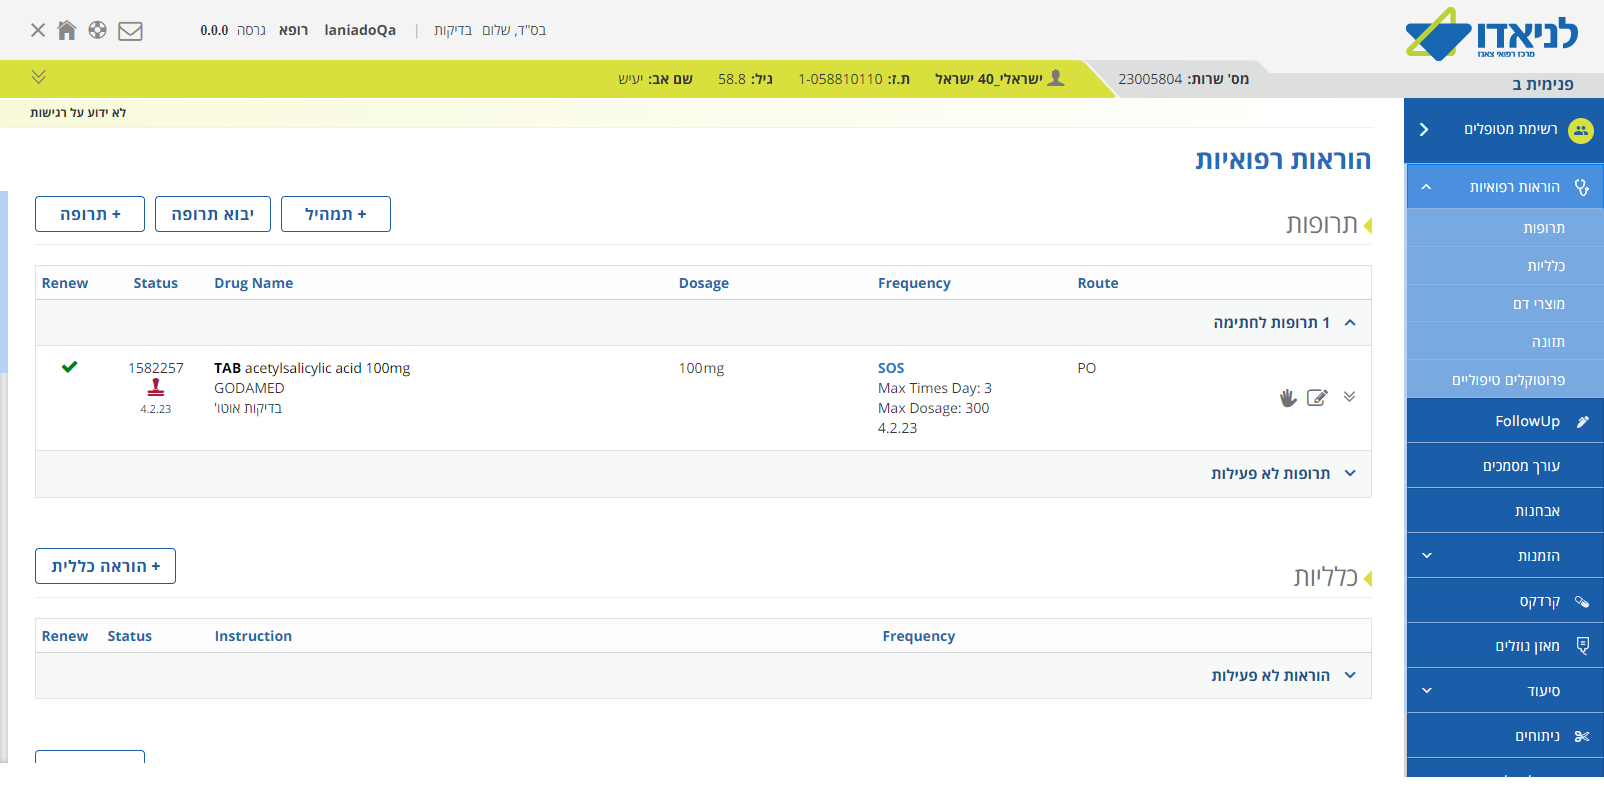 לניאדו
מרכז רפואי צאנז
בס"ד, שלום בדיקות | laniadoQa רופא גרסה 0.0.0
פנימית ב
מס' שרות: 23005804
ישראלי_40 ישראל ת.ז: 1-058810110 גיל: 58.8 שם אב: יעיש
לא ידוע על רגישות
רשימת מטופלים
הוראות רפואיות
תרופות
כלליות
מוצרי דם
תזונה
פרוטוקלים טיפוליים
FollowUp
עורך מסמכים
אבחנות
הזמנות
קרדקס
מאזן נוזלים
סיעוד
ניתוחים
הוראות רפואיות
תרופות
+ תמהיל
יבוא תרופה
+ תרופה
Renew Status Drug Name Dosage Frequency Route
1 תרופות לחתימה
1582257 TAB acetylsalicylic acid 100mg 100mg SOS PO
GODAMED Max Times Day: 3
4.2.23 בדיקות אוטו' Max Dosage: 300
4.2.23
תרופות לא פעילות
כלליות
+ הוראה כללית
Renew Status Instruction Frequency
הוראות לא פעילות